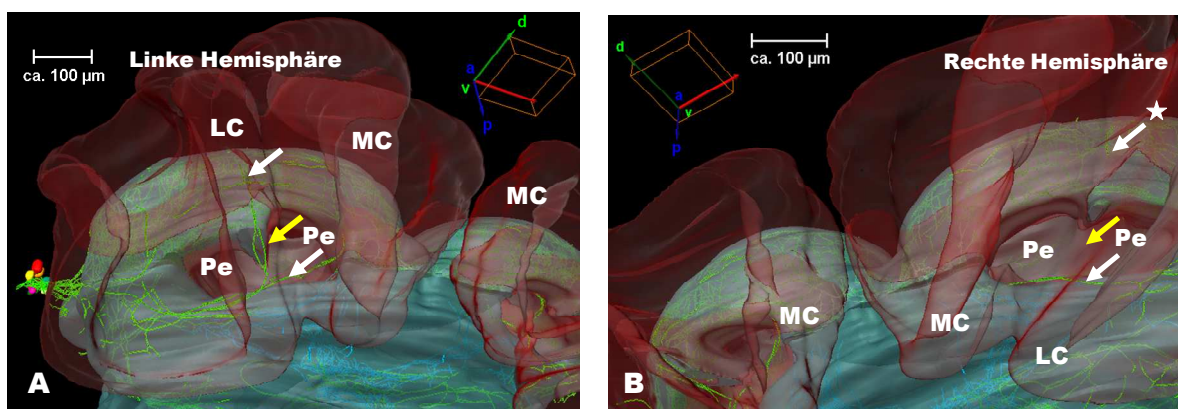 Linke Hemisphäre
ca. 100 µm
d
a
v
p
LC
MC
MC
Pe
Pe
A
d
a
v
p
ca. 100 µm
Rechte Hemisphäre
Pe
Pe
MC
MC
LC
B